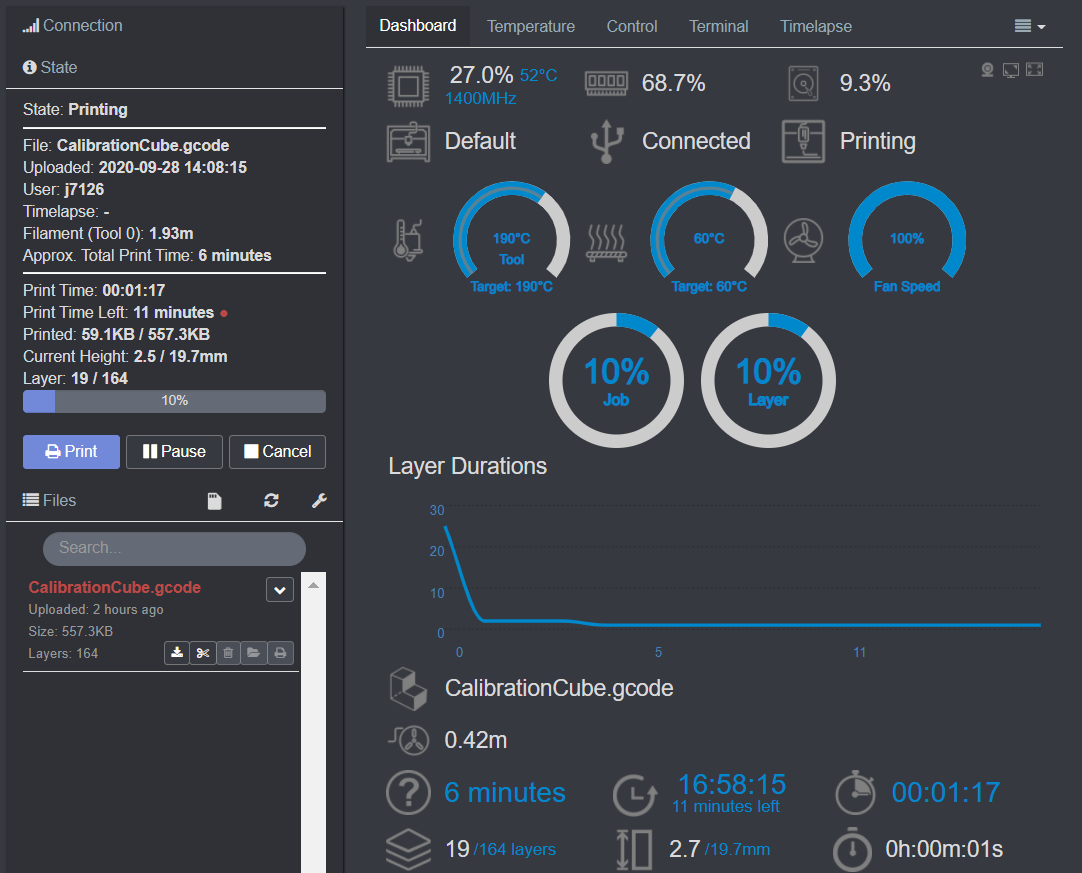 Connection
State
State: Printing
File: CalibrationCube.gcode
Uploaded: 2020-09-28 14:08:15
User: j7126
Timelapse: -
Filament (Tool 0): 1.93m
Approx. Total Print Time: 6 minutes
Print Time: 00:01:17
Print Time Left: 11 minutes
Printed: 59.1KB / 557.3KB
Current Height: 2.5 / 19.7mm
Layer: 19 / 164
10%
Print Pause Cancel
Files
Search...
CalibrationCube.gcode
Uploaded: 2 hours ago
Size: 557.3KB
Layers: 164
Dashboard Temperature Control Terminal Timelapse
27.0% 52°C
1400MHz
68.7%
9.3%
Default
Connected
Printing
190°C
Tool
Target: 190°C
60°C
Target: 60°C
100%
Fan Speed
10%
Job
10%
Layer
Layer Durations
30
20
10
0
0 5 11
CalibrationCube.gcode
0.42m
6 minutes
16:58:15
11 minutes left
00:01:17
19 /164 layers
2.7 /19.7mm
0h:00m:01s